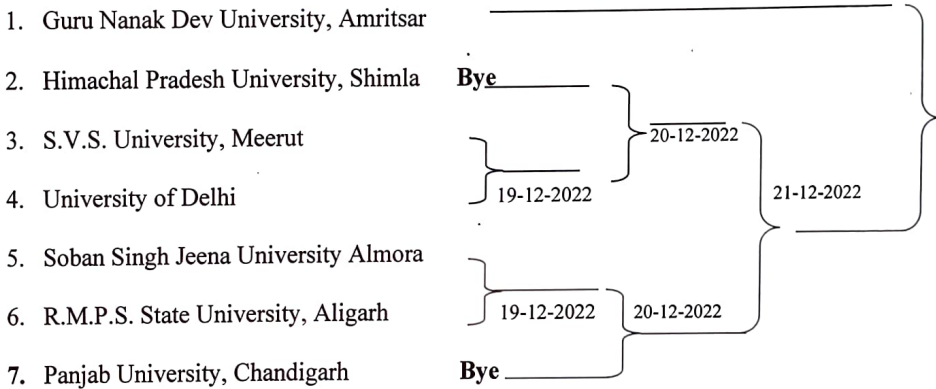 1. Guru Nanak Dev University, Amritsar
2. Himachal Pradesh University, Shimla Bye
20-12-2022
3. S.V.S. University, Meerut
4. University of Delhi 19-12-2022 21-12-2022
5. Soban Singh Jeena University Almora
6. R.M.P.S. State University, Aligarh 19-12-2022 20-12-2022
7. Panjab University, Chandigarh Bye